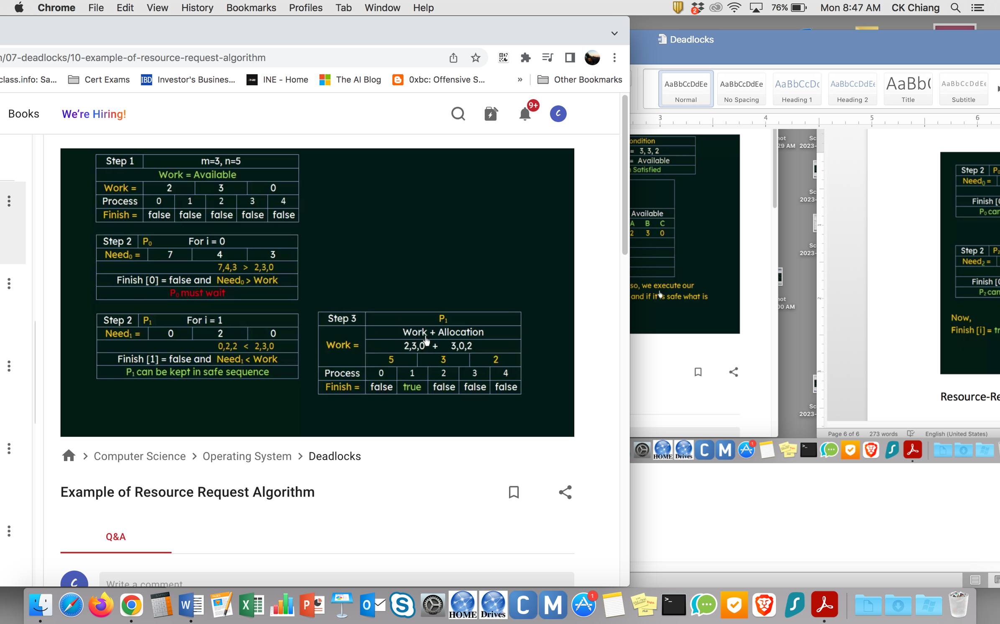 Chrome File Edit View History Bookmarks Profiles Tab Window Help
2 76% Mon 8:47 AM CK Chiang
/07-deadlocks/10-example-of-resource-request-algorithm
class.info: Sa... Cert Exams IBD Investor's Busines... INE INE - Home The AI Blog 0xbc: Offensive S... » Other Bookmarks
Books We're Hiring! 9+ C
Step 1 m=3, n=5
Work = Available
Work = 2 3 0
Process 0 1 2 3 4
Finish = false false false false false
Step 2 P₀ For i = 0
Need₀ = 7 4 3
7,4,3 > 2,3,0
Finish [0] = false and Need₀ > Work
P₀ must wait
Step 2 P₁ For i = 1
Need₁ = 0 2 0
0,2,2 < 2,3,0
Finish [1] = false and Need₁ < Work
P₁ can be kept in safe sequence
Step 3 P₁
Work + Allocation
Work = 2,3,0 + 3,0,2
5 3 2
Process 0 1 2 3 4
Finish = false true false false false
> Computer Science > Operating System > Deadlocks
Example of Resource Request Algorithm
Q&A
C Write a comment
Deadlocks
AaBbCcDdEe AaBbCcDdEe AaBbCcDc AaBbCcDdEe AaBb( AaBbCcDdEe
Normal No Spacing Heading 1 Heading 2 Title Subtitle
3 4 5 6
ondition
= 3,3,2
= Available
Satisfied
Available
A B C
2 3 0
so, we execute our
and if it is safe what is
29 AM 2023-
Sc
2023-
Sc
2023-
00 AM
Sc
2023-
Step 2 P₀
Need₀ =
Finish [
P₀ can
Step 2 P₂
Need₂ =
Finish [
P₂ can
Now,
Finish [i] = tr
Resource-Re
Page 6 of 6 273 words English (United States)
HOME Drives C M 1
HOME Drives C M 1